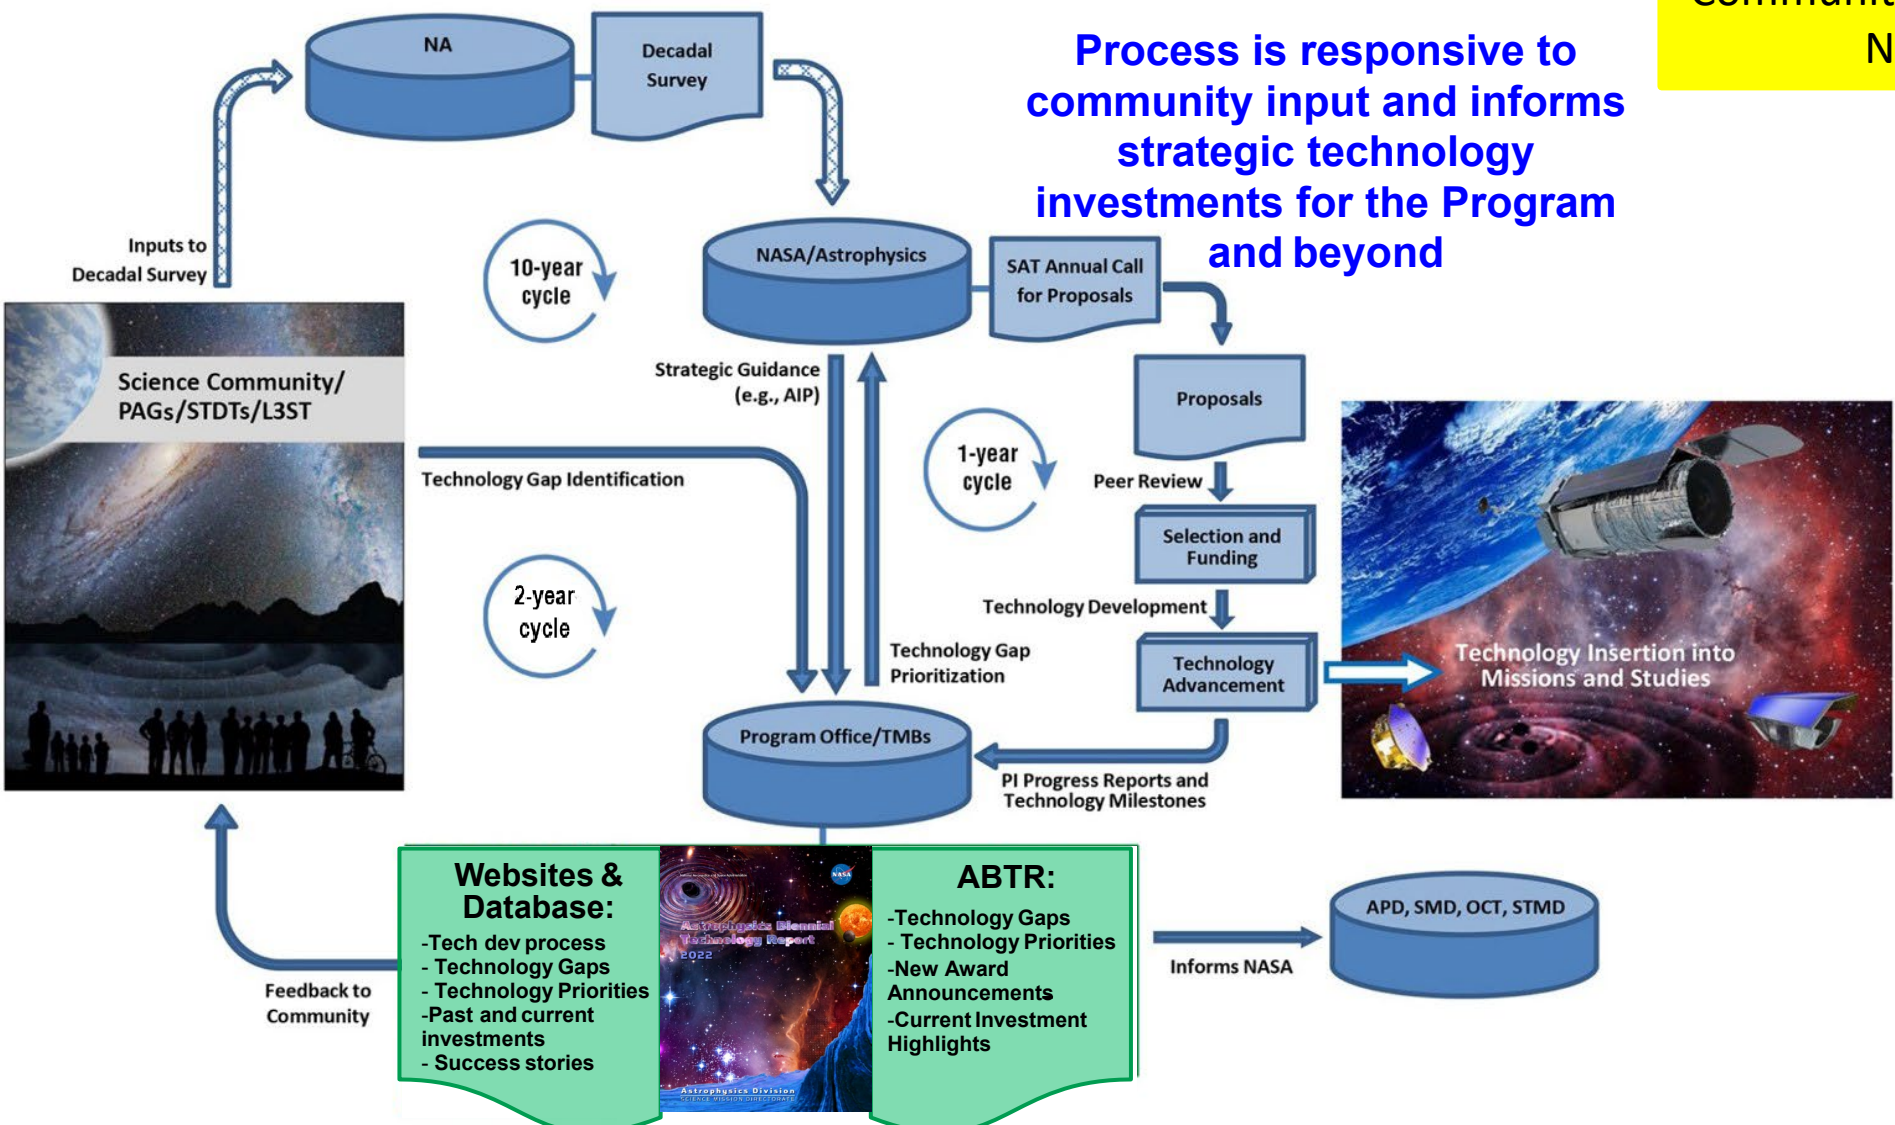 NA
Decadal
Survey
Process is responsive to
community input and informs
strategic technology
investments for the Program
and beyond
N
Inputs to
Decadal Survey
10-year
cycle
NASA/Astrophysics
SAT Annual Call
for Proposals
Science Community/
PAGs/STDTs/L3ST
Strategic Guidance
(e.g., AIP)
Proposals
1-year
cycle
Technology Gap Identification
Peer Review
Selection and
Funding
2-year
cycle
Technology Development
Technology Gap
Prioritization
Technology
Advancement
Technology Insertion into
Missions and Studies
Program Office/TMBs
PI Progress Reports and
Technology Milestones
Websites &
Database:
-Tech dev process
- Technology Gaps
- Technology Priorities
-Past and current
investments
- Success stories
NASA
Astrophysics Biennial
Technology Report
2022
Astrophysics Division
SCIENCE MISSION DIRECTORATE
ABTR:
-Technology Gaps
- Technology Priorities
-New Award
Announcements
-Current Investment
Highlights
APD, SMD, OCT, STMD
Informs NASA
Feedback to
Community